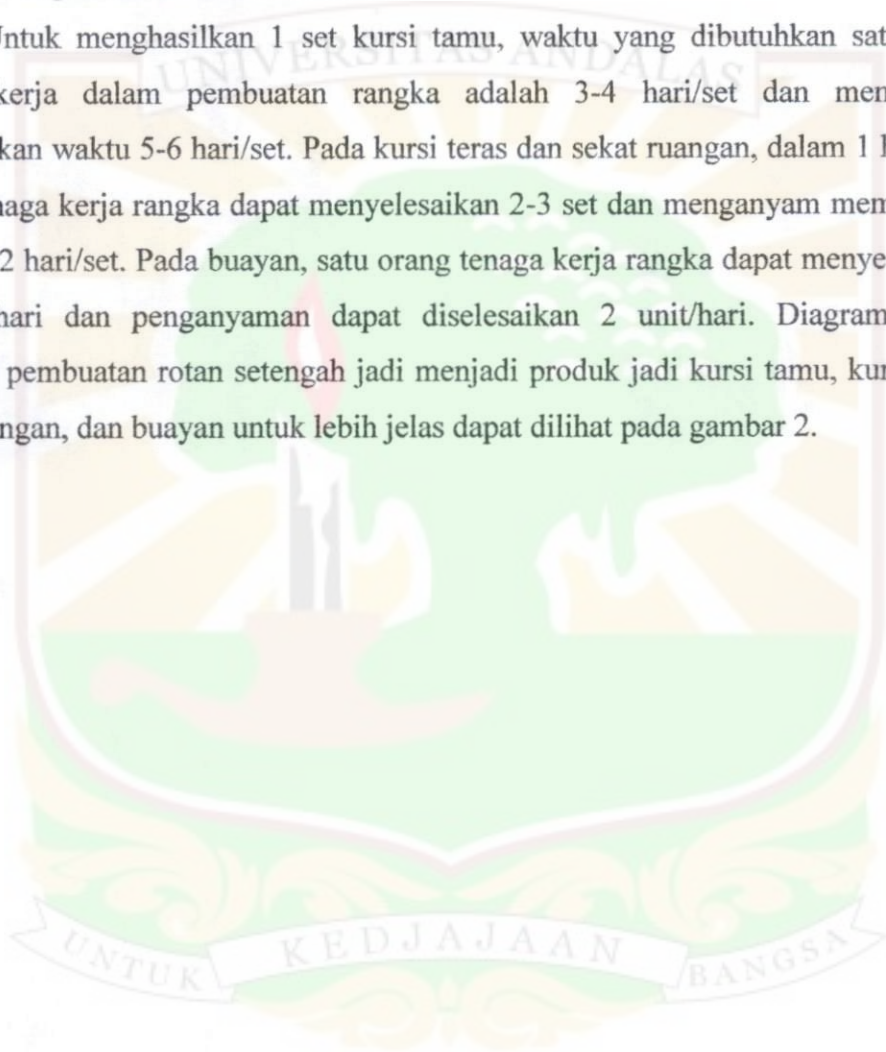 Untuk menghasilkan 1 set kursi tamu, waktu yang dibutuhkan sat
kerja dalam pembuatan rangka adalah 3-4 hari/set dan men
kan waktu 5-6 hari/set. Pada kursi teras dan sekat ruangan, dalam 1
naga kerja rangka dapat menyelesaikan 2-3 set dan menganyam mem
2 hari/set. Pada buayan, satu orang tenaga kerja rangka dapat menye
hari dan penganyaman dapat diselesaikan 2 unit/hari. Diagram
pembuatan rotan setengah jadi menjadi produk jadi kursi tamu, kur
ngan, dan buayan untuk lebih jelas dapat dilihat pada gambar 2.
UNIVERSITAS ANDALAS
UNTUK KEDJAJAAN BANGSA